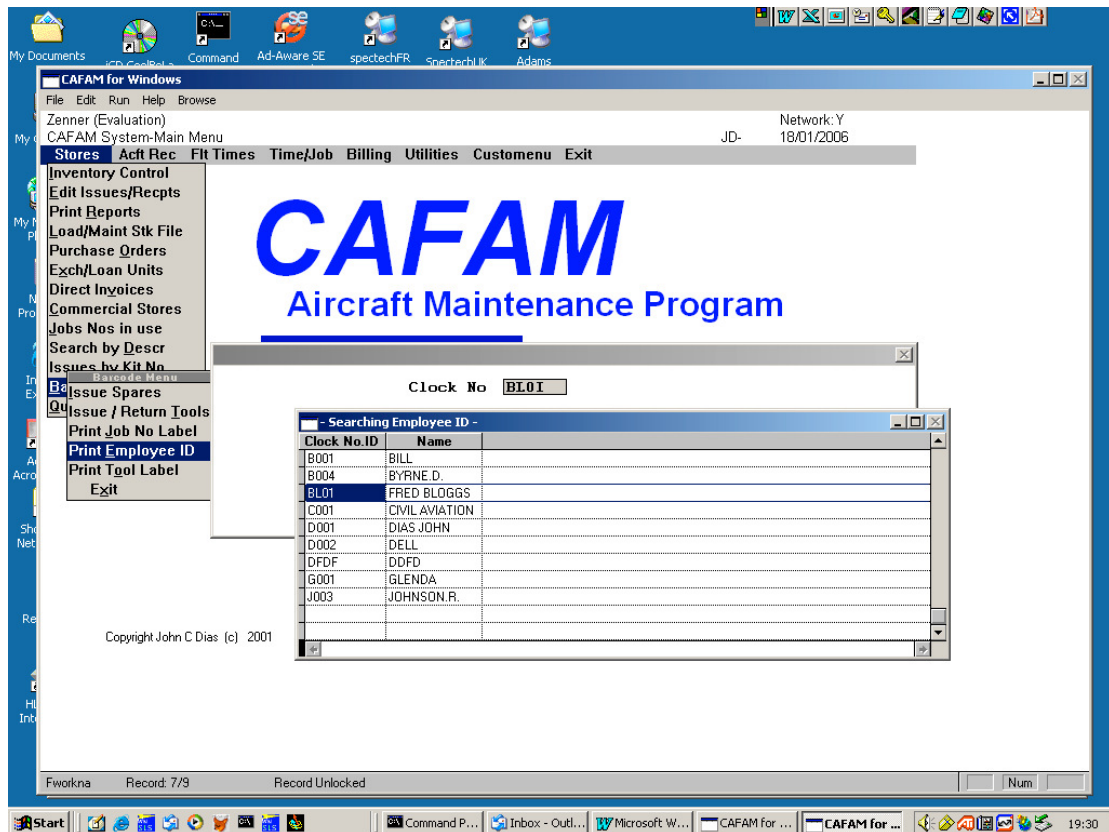 My Documents
Command
Ad-Aware SE
spectechFR
SpectechUK
Adams
CAFAM for Windows
File Edit Run Help Browse
Zenner (Evaluation)
Network: Y
CAFAM System-Main Menu
JD-
18/01/2006
Stores Acft Rec Flt Times Time/Job Billing Utilities Customenu Exit
Inventory Control
Edit Issues/Recpts
Print Reports
Load/Maint Stk File
Purchase Orders
Exch/Loan Units
Direct Invoices
Commercial Stores
Jobs Nos in use
Search by Descr
Issues by Kit No
Ba
Qu
CAFAM
Aircraft Maintenance Program
Barcode Menu
Issue Spares
Issue / Return Tools
Print Job No Label
Print Employee ID
Print Tool Label
Exit
Clock No BL0I
- Searching Employee ID -
Clock No.ID Name
B001 BILL
B004 BYRNE.D.
BL01 FRED BLOGGS
C001 CIVIL AVIATION
D001 DIAS JOHN
D002 DELL
DFDF DDFD
G001 GLENDA
J003 JOHNSON.R.
Copyright John C Dias (c) 2001
Fworkna Record: 7/9 Record Unlocked Num
Start
Command P...
Inbox - Outl...
Microsoft W...
CAFAM for ...
CAFAM for ...
19:30